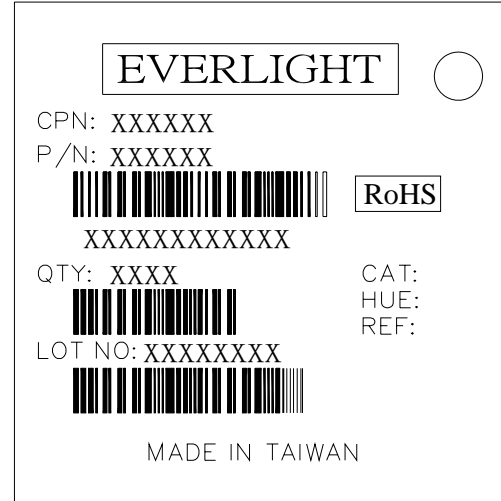 EVERLIGHT
CPN: XXXXXX
P/N: XXXXXX
RoHS
XXXXXXXXXXXX
QTY: XXXX
CAT:
HUE:
REF:
LOT NO: XXXXXXXX
MADE IN TAIWAN